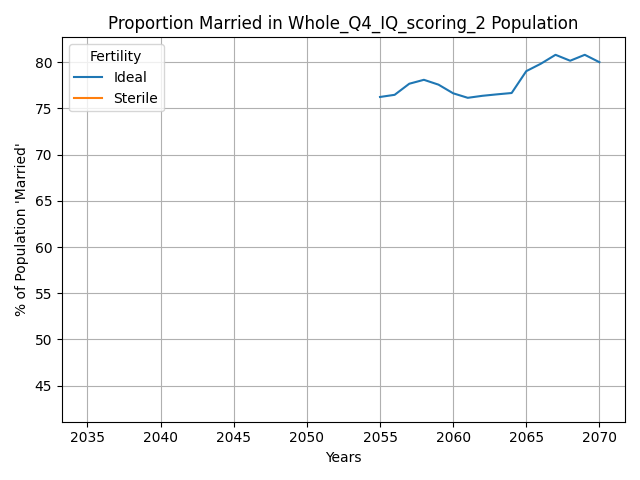 Proportion Married in Whole_Q4_IQ_scoring_2 Population
Fertility
Ideal
Sterile
80
75
70
65
60
55
50
45
% of Population 'Married'
2035 2040 2045 2050 2055 2060 2065 2070
Years